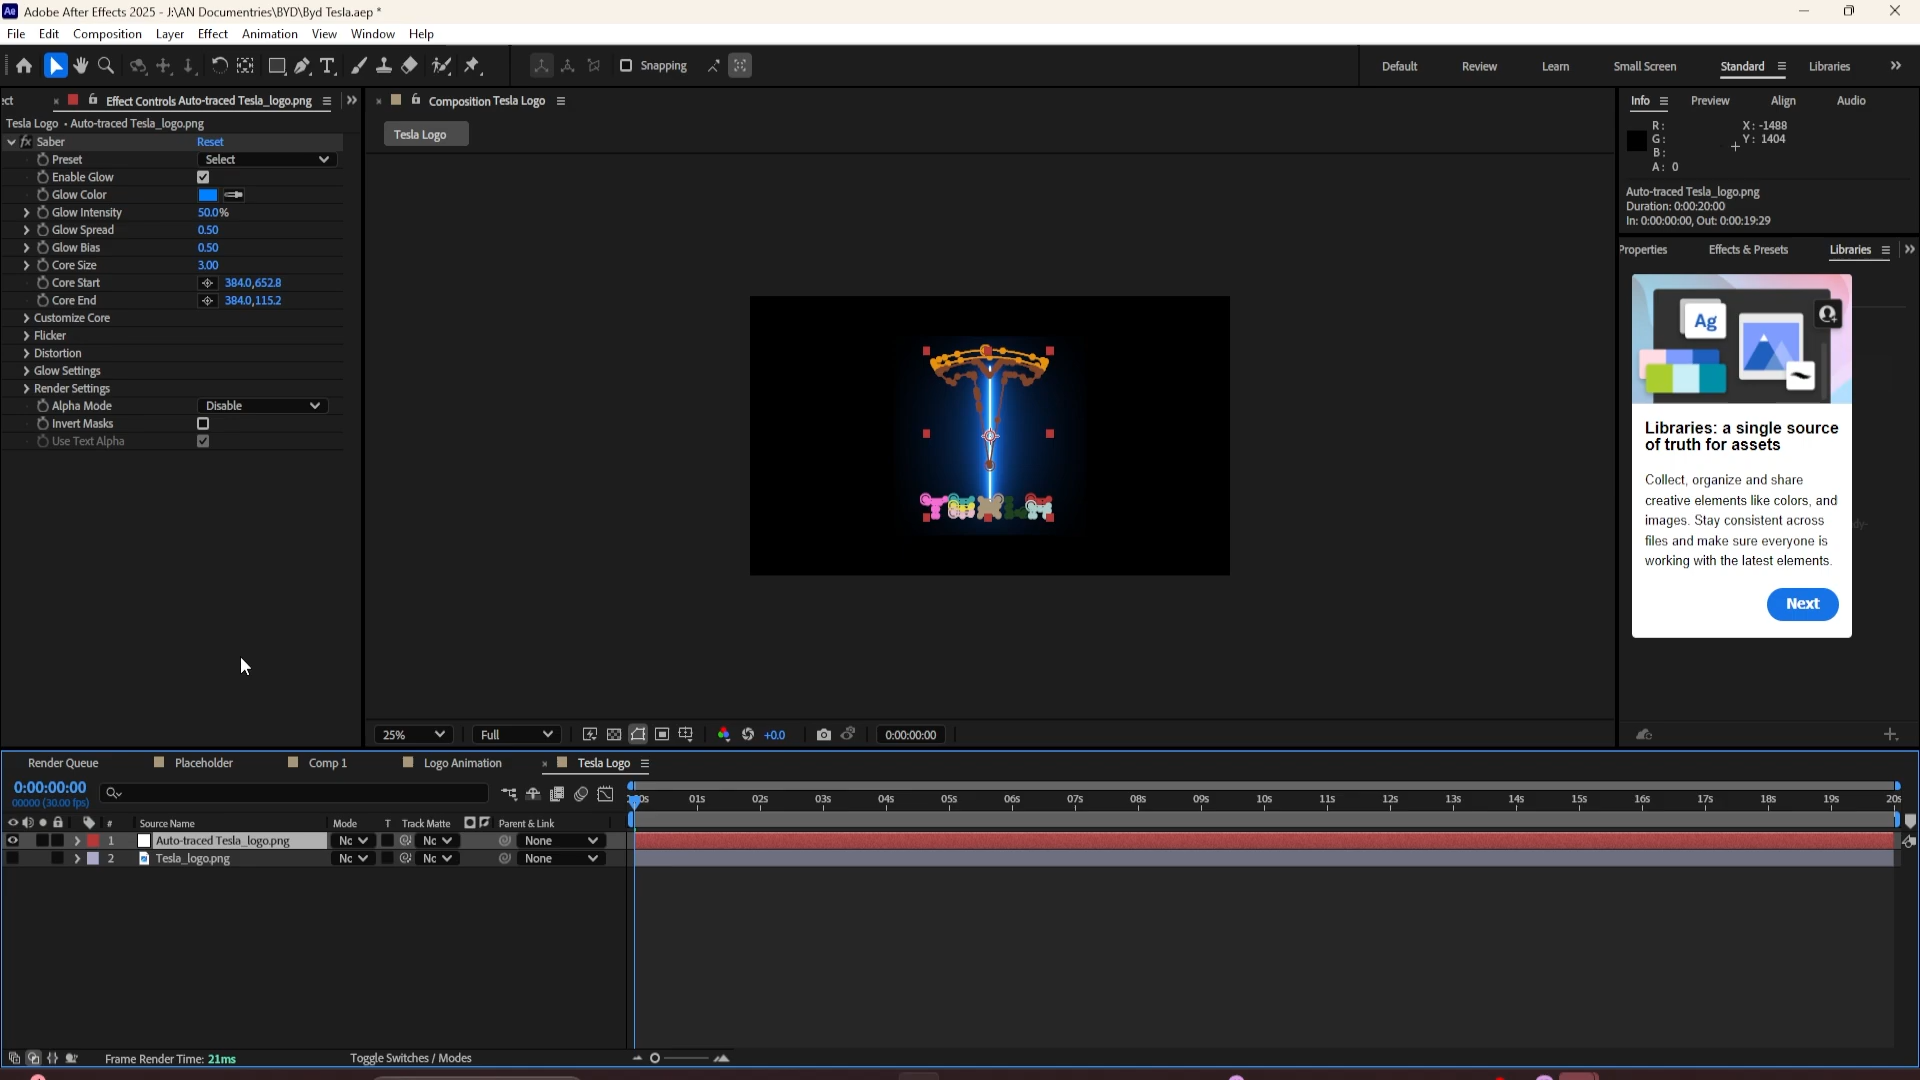 Ae Adobe After Effects 2025 - J:\AN Documentries\BYD\Byd Tesla.aep *
File Edit Composition Layer Effect Animation View Window Help
Snapping
Default Review Learn Small Screen Standard Libraries
ect Effect Controls Auto-traced Tesla_logo.png
Composition Tesla Logo
Info Preview Align Audio
Tesla Logo • Auto-traced Tesla_logo.png
Tesla Logo
fx Saber Reset
Preset Select
Enable Glow
Glow Color
Glow Intensity 50.0%
Glow Spread 0.50
Glow Bias 0.50
Core Size 3.00
Core Start 384.0,652.8
Core End 384.0,115.2
Customize Core
Flicker
Distortion
Glow Settings
Render Settings
Alpha Mode Disable
Invert Masks
Use Text Alpha
R: X: -1488
G: Y: 1404
B:
A: 0
Auto-traced Tesla_logo.png
Duration: 0:00:20:00
In: 0:00:00:00, Out: 0:00:19:29
Properties Effects & Presets Libraries
Ag
Libraries: a single source
of truth for assets
Collect, organize and share
creative elements like colors, and
images. Stay consistent across
files and make sure everyone is
working with the latest elements.
dy-
Next
25% Full +0.0 0:00:00:00
Render Queue Placeholder Comp 1 Logo Animation Tesla Logo
0:00:00:00
00000 (30.00 fps)
01s 02s 03s 04s 05s 06s 07s 08s 09s 10s 11s 12s 13s 14s 15s 16s 17s 18s 19s 20s
# Source Name Mode T Track Matte Parent & Link
1 Auto-traced Tesla_logo.png Nc Nc None
2 Tesla_logo.png Nc Nc None
Frame Render Time: 21ms Toggle Switches / Modes